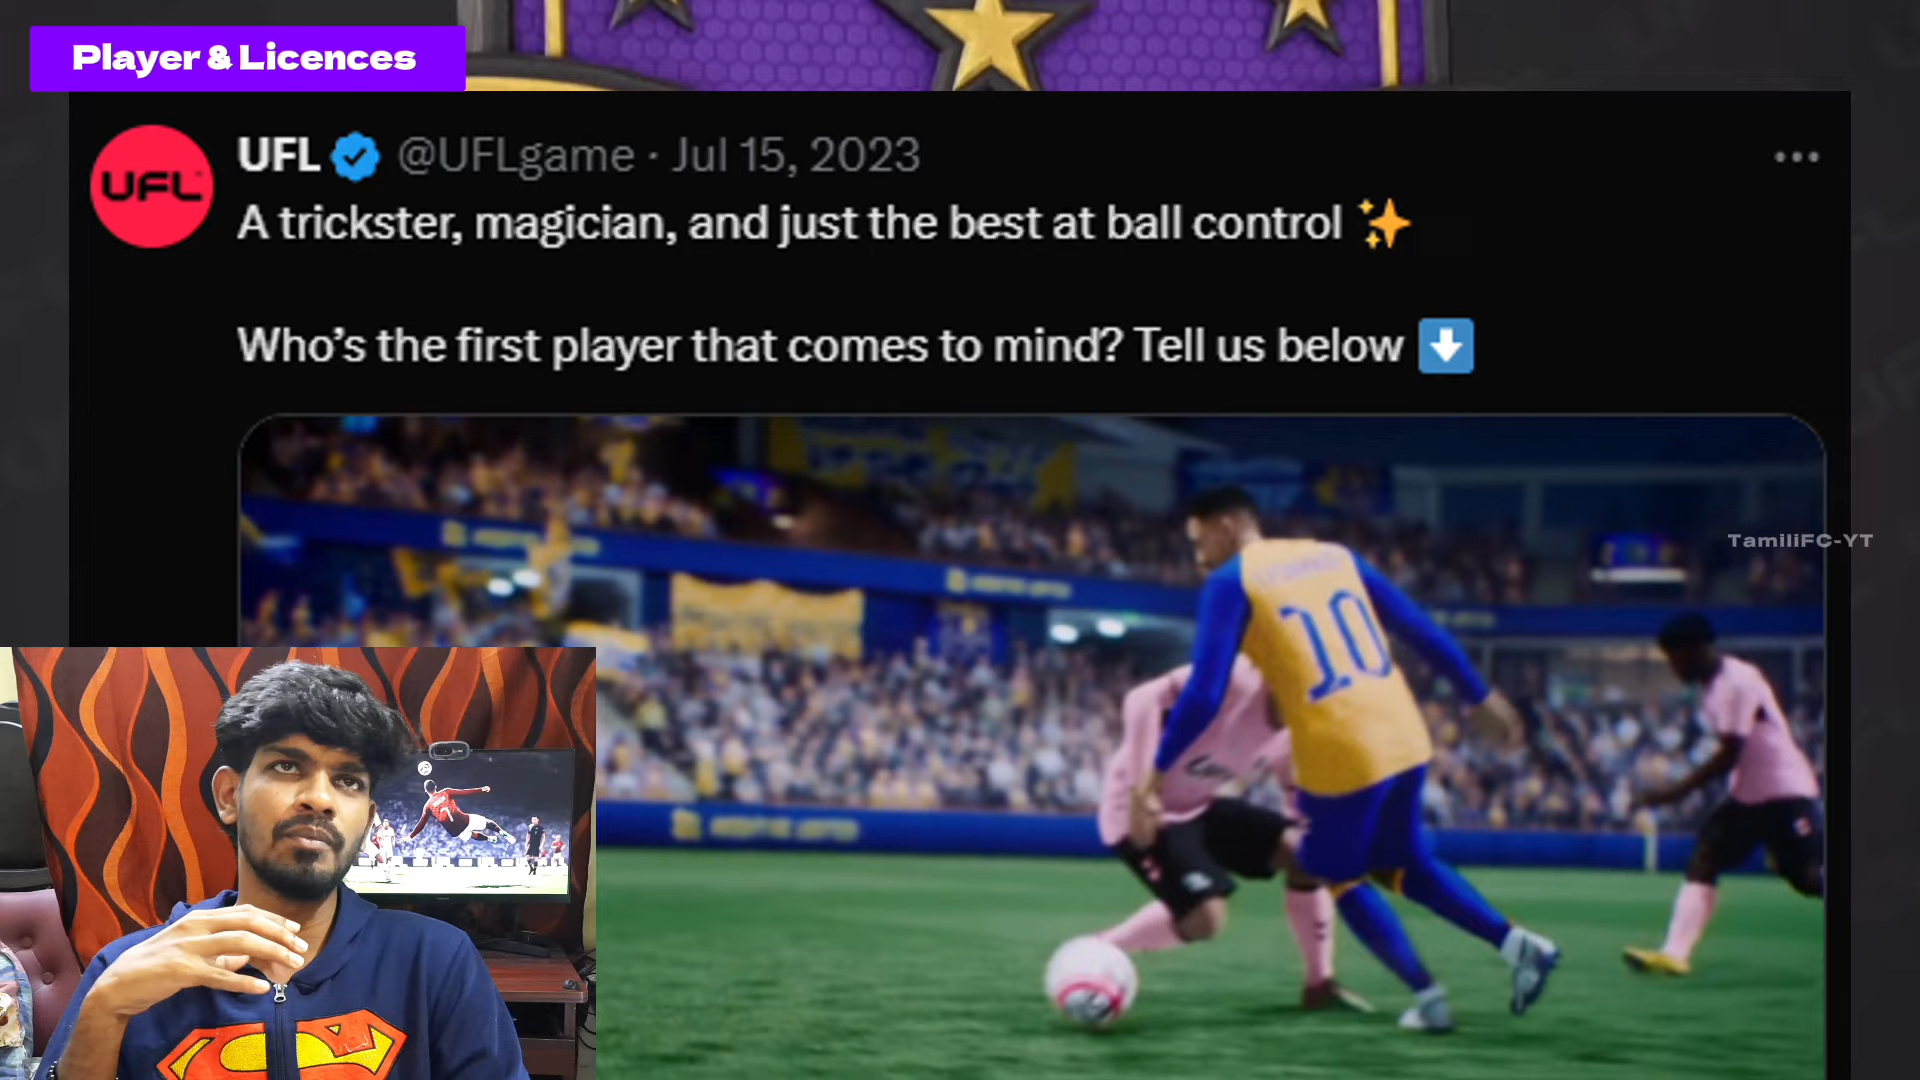 Player & Licences
UFL @UFLgame · Jul 15, 2023
UFL
A trickster, magician, and just the best at ball control ✨
Who's the first player that comes to mind? Tell us below ⬇️
TamiliFC-YT
10